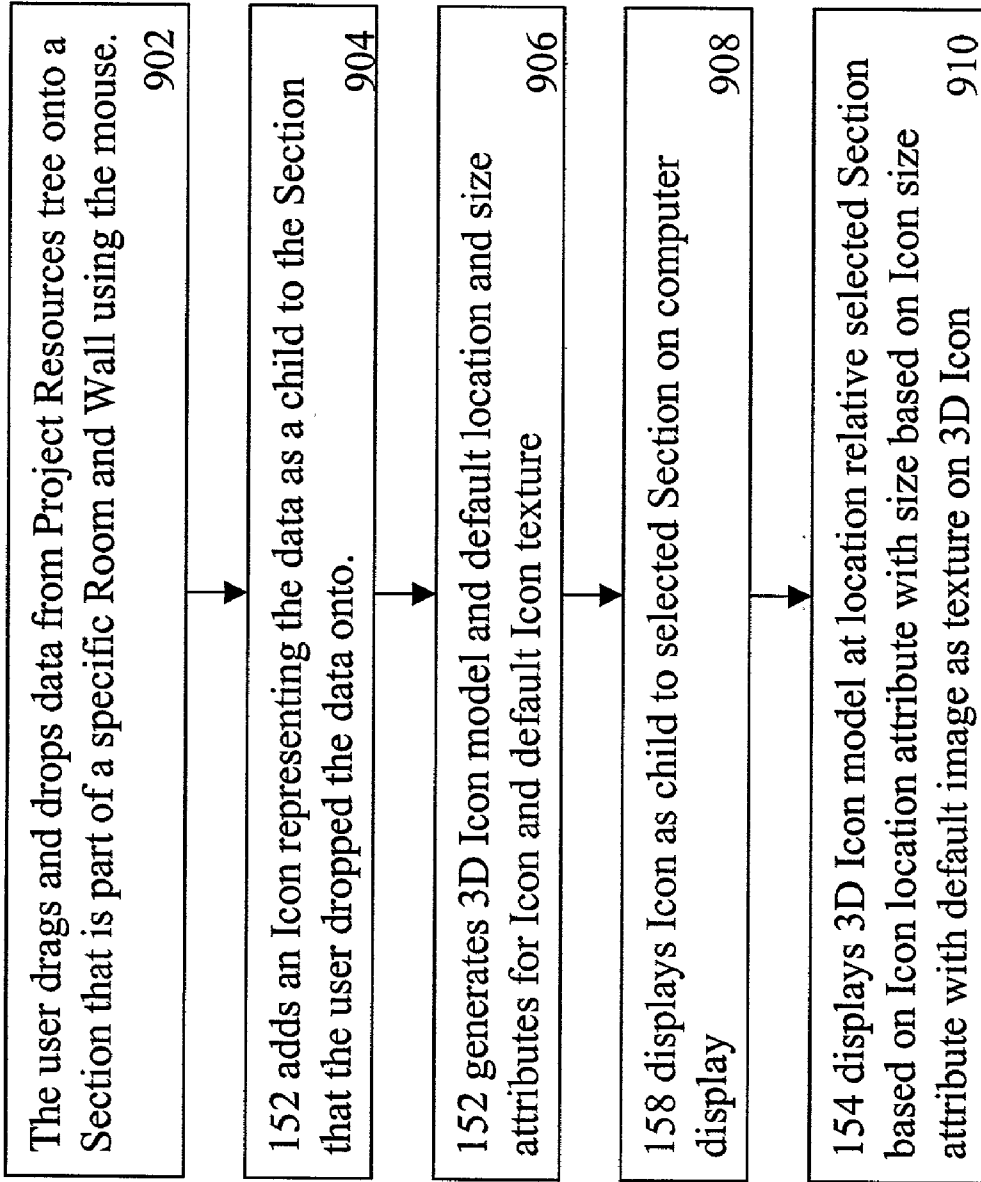 The user drags and drops data from Project Resources tree onto a
Section that is part of a specific Room and Wall using the mouse.
902
152 adds an Icon representing the data as a child to the Section
that the user dropped the data onto.
904
152 generates 3D Icon model and default location and size
attributes for Icon and default Icon texture
906
158 displays Icon as child to selected Section on computer
display
908
154 displays 3D Icon model at location relative selected Section
based on Icon location attribute with size based on Icon size
attribute with default image as texture on 3D Icon
910